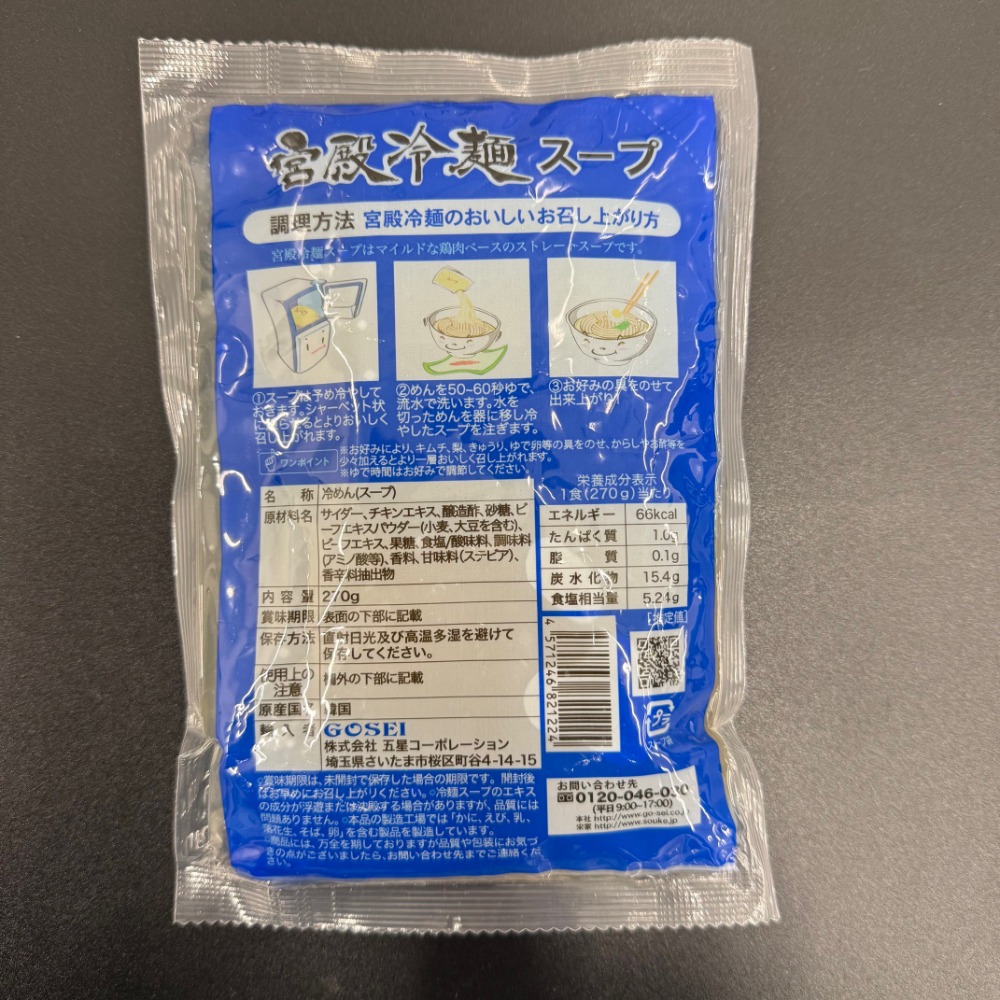 宮殿冷麺 スープ
調理方法 宮殿冷麺のおいしいお召し上がり方
宮殿冷麺スープはマイルドな鶏肉ベースのストレートスープです。
①スープは予め冷やして
おきます。シャーベット状
にすると よりおいしく
召し上がれます。
②めんを50~60秒ゆで、
流水で洗います。水を
切っためんを器に移し冷
やしたスープを注ぎます。
③お好みの具をのせて
出来上がり
ワンポイント
※お好みにより、キムチ、梨、きゅうり、ゆで卵等の具をのせ、からしやお酢等を
少々加えるとより一層おいしく召し上がれます。
※ゆで時間はお好みで調節してください。
名称 冷めん(スープ)
原材料名 サイダー、チキンエキス、醸造酢、砂糖、ビ
ーフエキスパウダー(小麦、大豆を含む)、
ビーフエキス、果糖、食塩/酸味料、調味料
(アミノ酸等)、香料、甘味料(ステビア)、
香辛料抽出物
内容量 270g
賞味期限 表面の下部に記載
保存方法 直射日光及び高温多湿を避けて
保存してください。
使用上の
注意
欄外の下部に記載
原産国名 韓国
輸入者 GOSEI
株式会社 五星コーポレーション
埼玉県さいたま市桜区町谷4-14-15
栄養成分表示
1食(270g)当たり
エネルギー 66kcal
たんぱく質 1.0g
脂質 0.1g
炭水化物 15.4g
食塩相当量 5.24g
[推定値]
4 571246 821224
プラ
○賞味期限は、未開封で保存した場合の期限です。開封後
はお早めにお召し上がりください。○冷麺スープのエキス
の成分が浮遊または沈殿する場合がありますが、品質には
問題ありません。○本品の製造工場では「かに、えび、乳、
落花生、そば、卵」を含む製品を製造しています。
○商品には、万全を期しておりますが品質や包装にお気づ
きの点がございましたら、お問い合わせ先までご連絡くだ
さい。
お問い合わせ先
0120-046-030
(平日9:00~17:00)
本社 http://www.go-sei.co.j
宋家 http://www.souke.jp